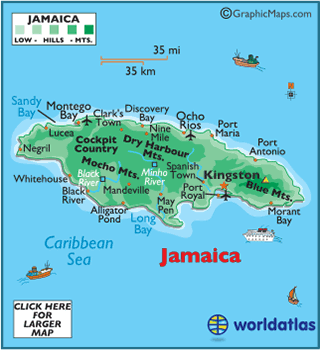 JAMAICA
LOW - HILLS - MTS.
©GraphicMaps.com
35 mi
35 km
Sandy
Bay
Montego
Bay
Clark's
Town
Discovery
Bay
Ocho
Rios
Port
Maria
Port
Antonio
Lucea
Nine
Mile
Negril
Cockpit
Country
Dry Harbour
Mts.
Mocho Mts.
Spanish
Town
Kingston
Whitehouse
Black
River
Minho
River
Port
Royal
Blue Mts.
Black
River
Mandeville
May
Pen
Morant
Bay
Alligator
Pond
Long
Bay
Caribbean
Sea
Jamaica
CLICK HERE
FOR
LARGER
MAP
worldatlas